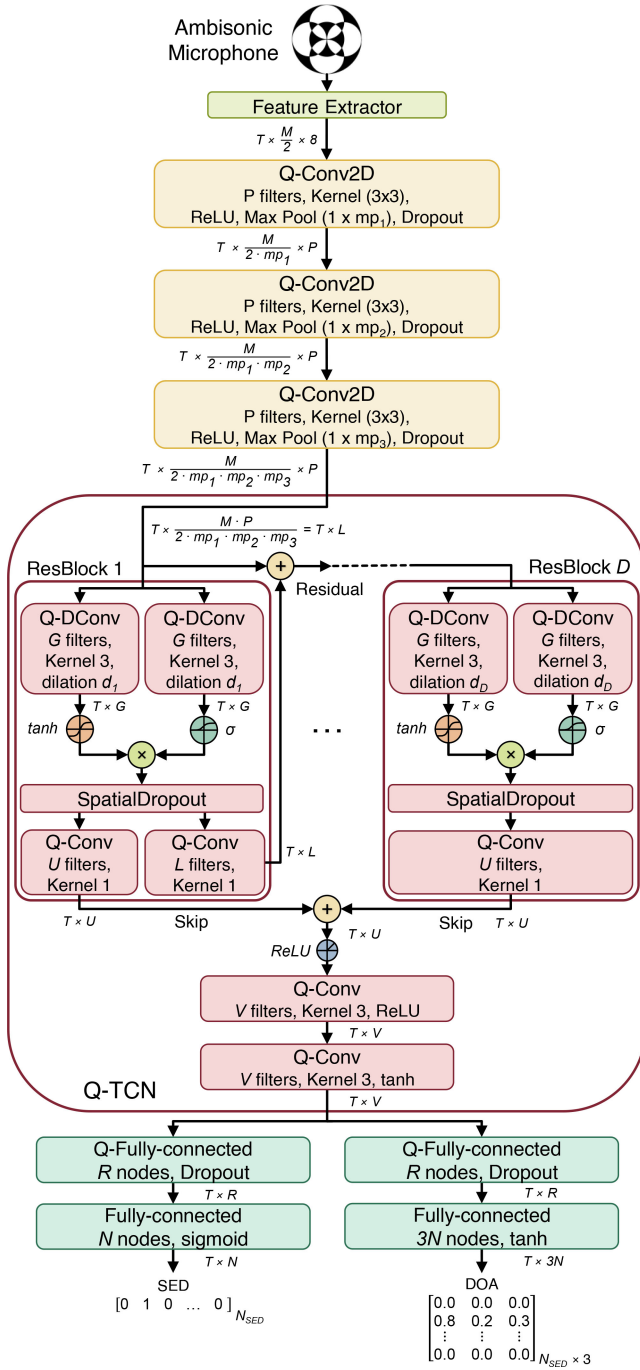 Ambisonic
Microphone
Feature Extractor
T × M/2 × 8
Q-Conv2D
P filters, Kernel (3x3),
ReLU, Max Pool (1 x mp₁), Dropout
T × M/(2 · mp₁) × P
Q-Conv2D
P filters, Kernel (3x3),
ReLU, Max Pool (1 x mp₂), Dropout
T × M/(2 · mp₁ · mp₂) × P
Q-Conv2D
P filters, Kernel (3x3),
ReLU, Max Pool (1 x mp₃), Dropout
T × M/(2 · mp₁ · mp₂ · mp₃) × P
T × M · P/(2 · mp₁ · mp₂ · mp₃) = T × L
ResBlock 1
+
Residual
ResBlock D
Q-DConv
G filters,
Kernel 3,
dilation d₁
Q-DConv
G filters,
Kernel 3,
dilation d₁
T × G
T × G
tanh
σ
×
SpatialDropout
Q-Conv
U filters,
Kernel 1
Q-Conv
L filters,
Kernel 1
T × L
...
Q-DConv
G filters,
Kernel 3,
dilation d_D
Q-DConv
G filters,
Kernel 3,
dilation d_D
T × G
T × G
tanh
σ
×
SpatialDropout
Q-Conv
U filters,
Kernel 1
T × U
Skip
+
Skip
T × U
T × U
ReLU
Q-Conv
V filters, Kernel 3, ReLU
T × V
Q-Conv
V filters, Kernel 3, tanh
Q-TCN
T × V
Q-Fully-connected
R nodes, Dropout
T × R
Fully-connected
N nodes, sigmoid
T × N
SED
[0 1 0 ... 0] N_SED
Q-Fully-connected
R nodes, Dropout
T × R
Fully-connected
3N nodes, tanh
T × 3N
DOA
0.0 0.0 0.0
0.8 0.2 0.3
⋮ ⋮ ⋮
0.0 0.0 0.0
N_SED × 3